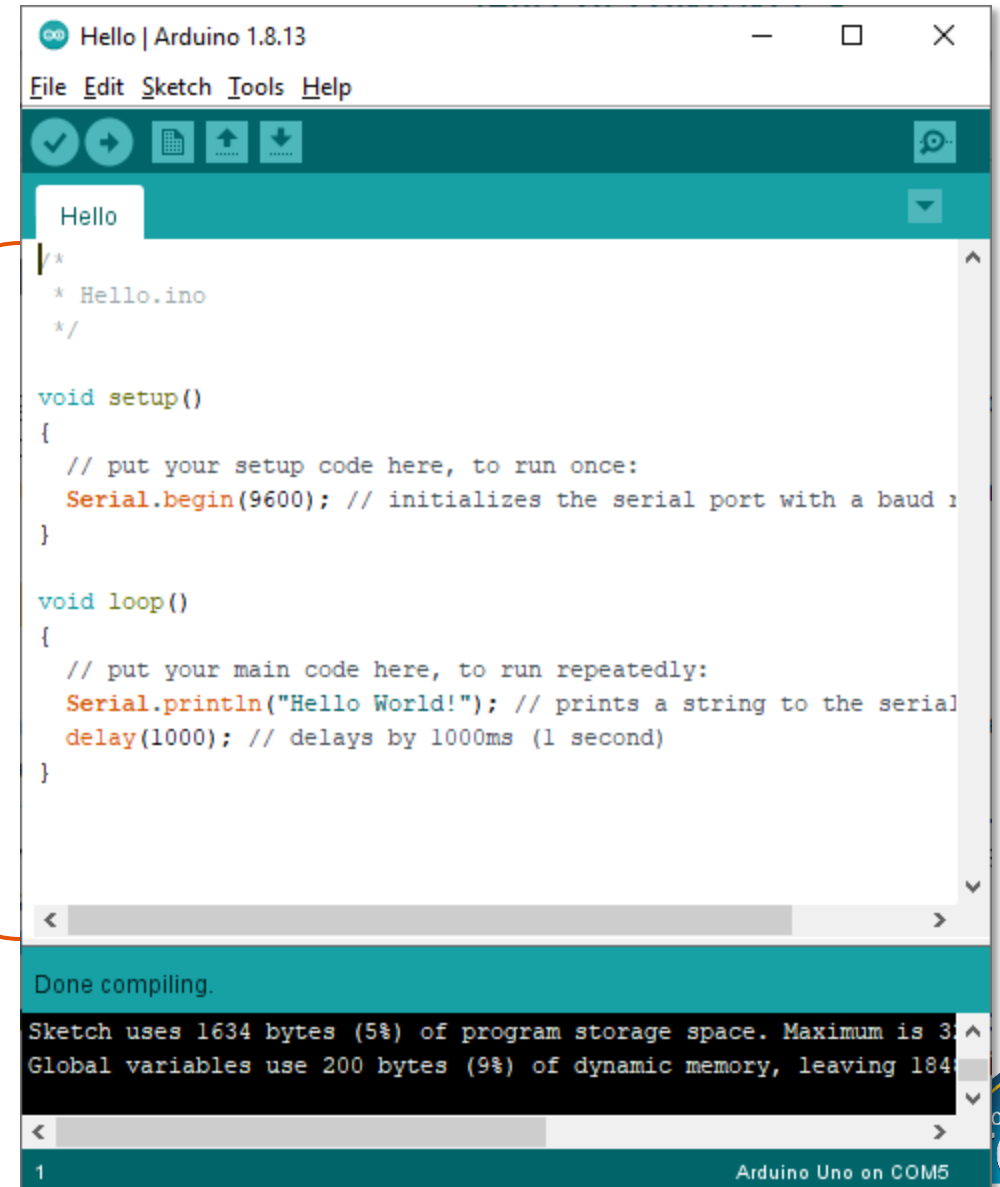 Hello | Arduino 1.8.13
File Edit Sketch Tools Help
Hello
/*
* Hello.ino
*/
void setup()
{
// put your setup code here, to run once:
Serial.begin(9600); // initializes the serial port with a baud
}
void loop()
{
// put your main code here, to run repeatedly:
Serial.println("Hello World!"); // prints a string to the serial
delay(1000); // delays by 1000ms (1 second)
}
Done compiling.
Sketch uses 1634 bytes (5%) of program storage space. Maximum is
Global variables use 200 bytes (9%) of dynamic memory, leaving
1
Arduino Uno on COM5